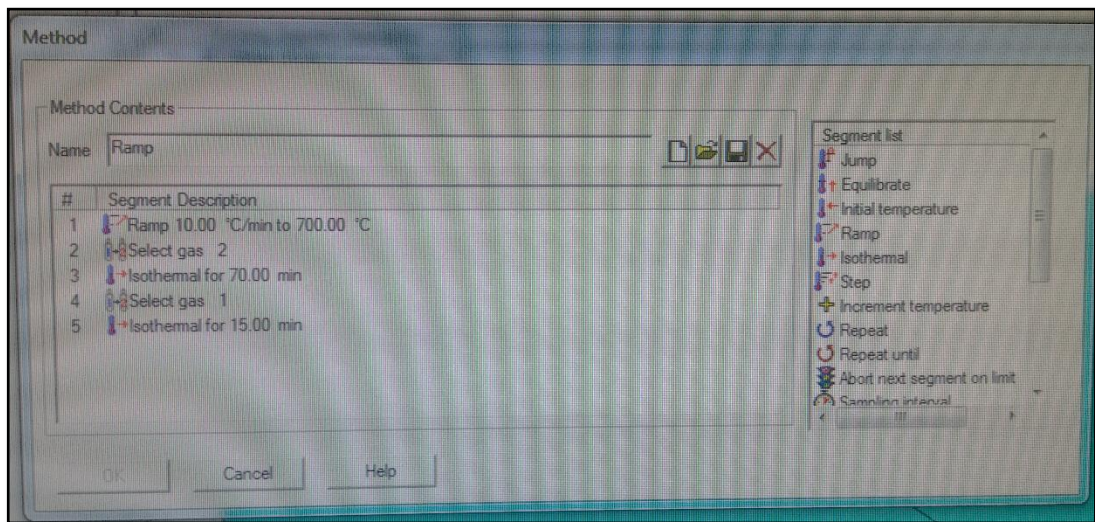 Method
Method Contents
Name Ramp
# Segment Description
1 Ramp 10.00 °C/min to 700.00 °C
2 Select gas 2
3 Isothermal for 70.00 min
4 Select gas 1
5 Isothermal for 15.00 min
OK Cancel Help
Segment list
Jump
Equilibrate
Initial temperature
Ramp
Isothermal
Step
Increment temperature
Repeat
Repeat until
Abort next segment on limit
Sampling interval